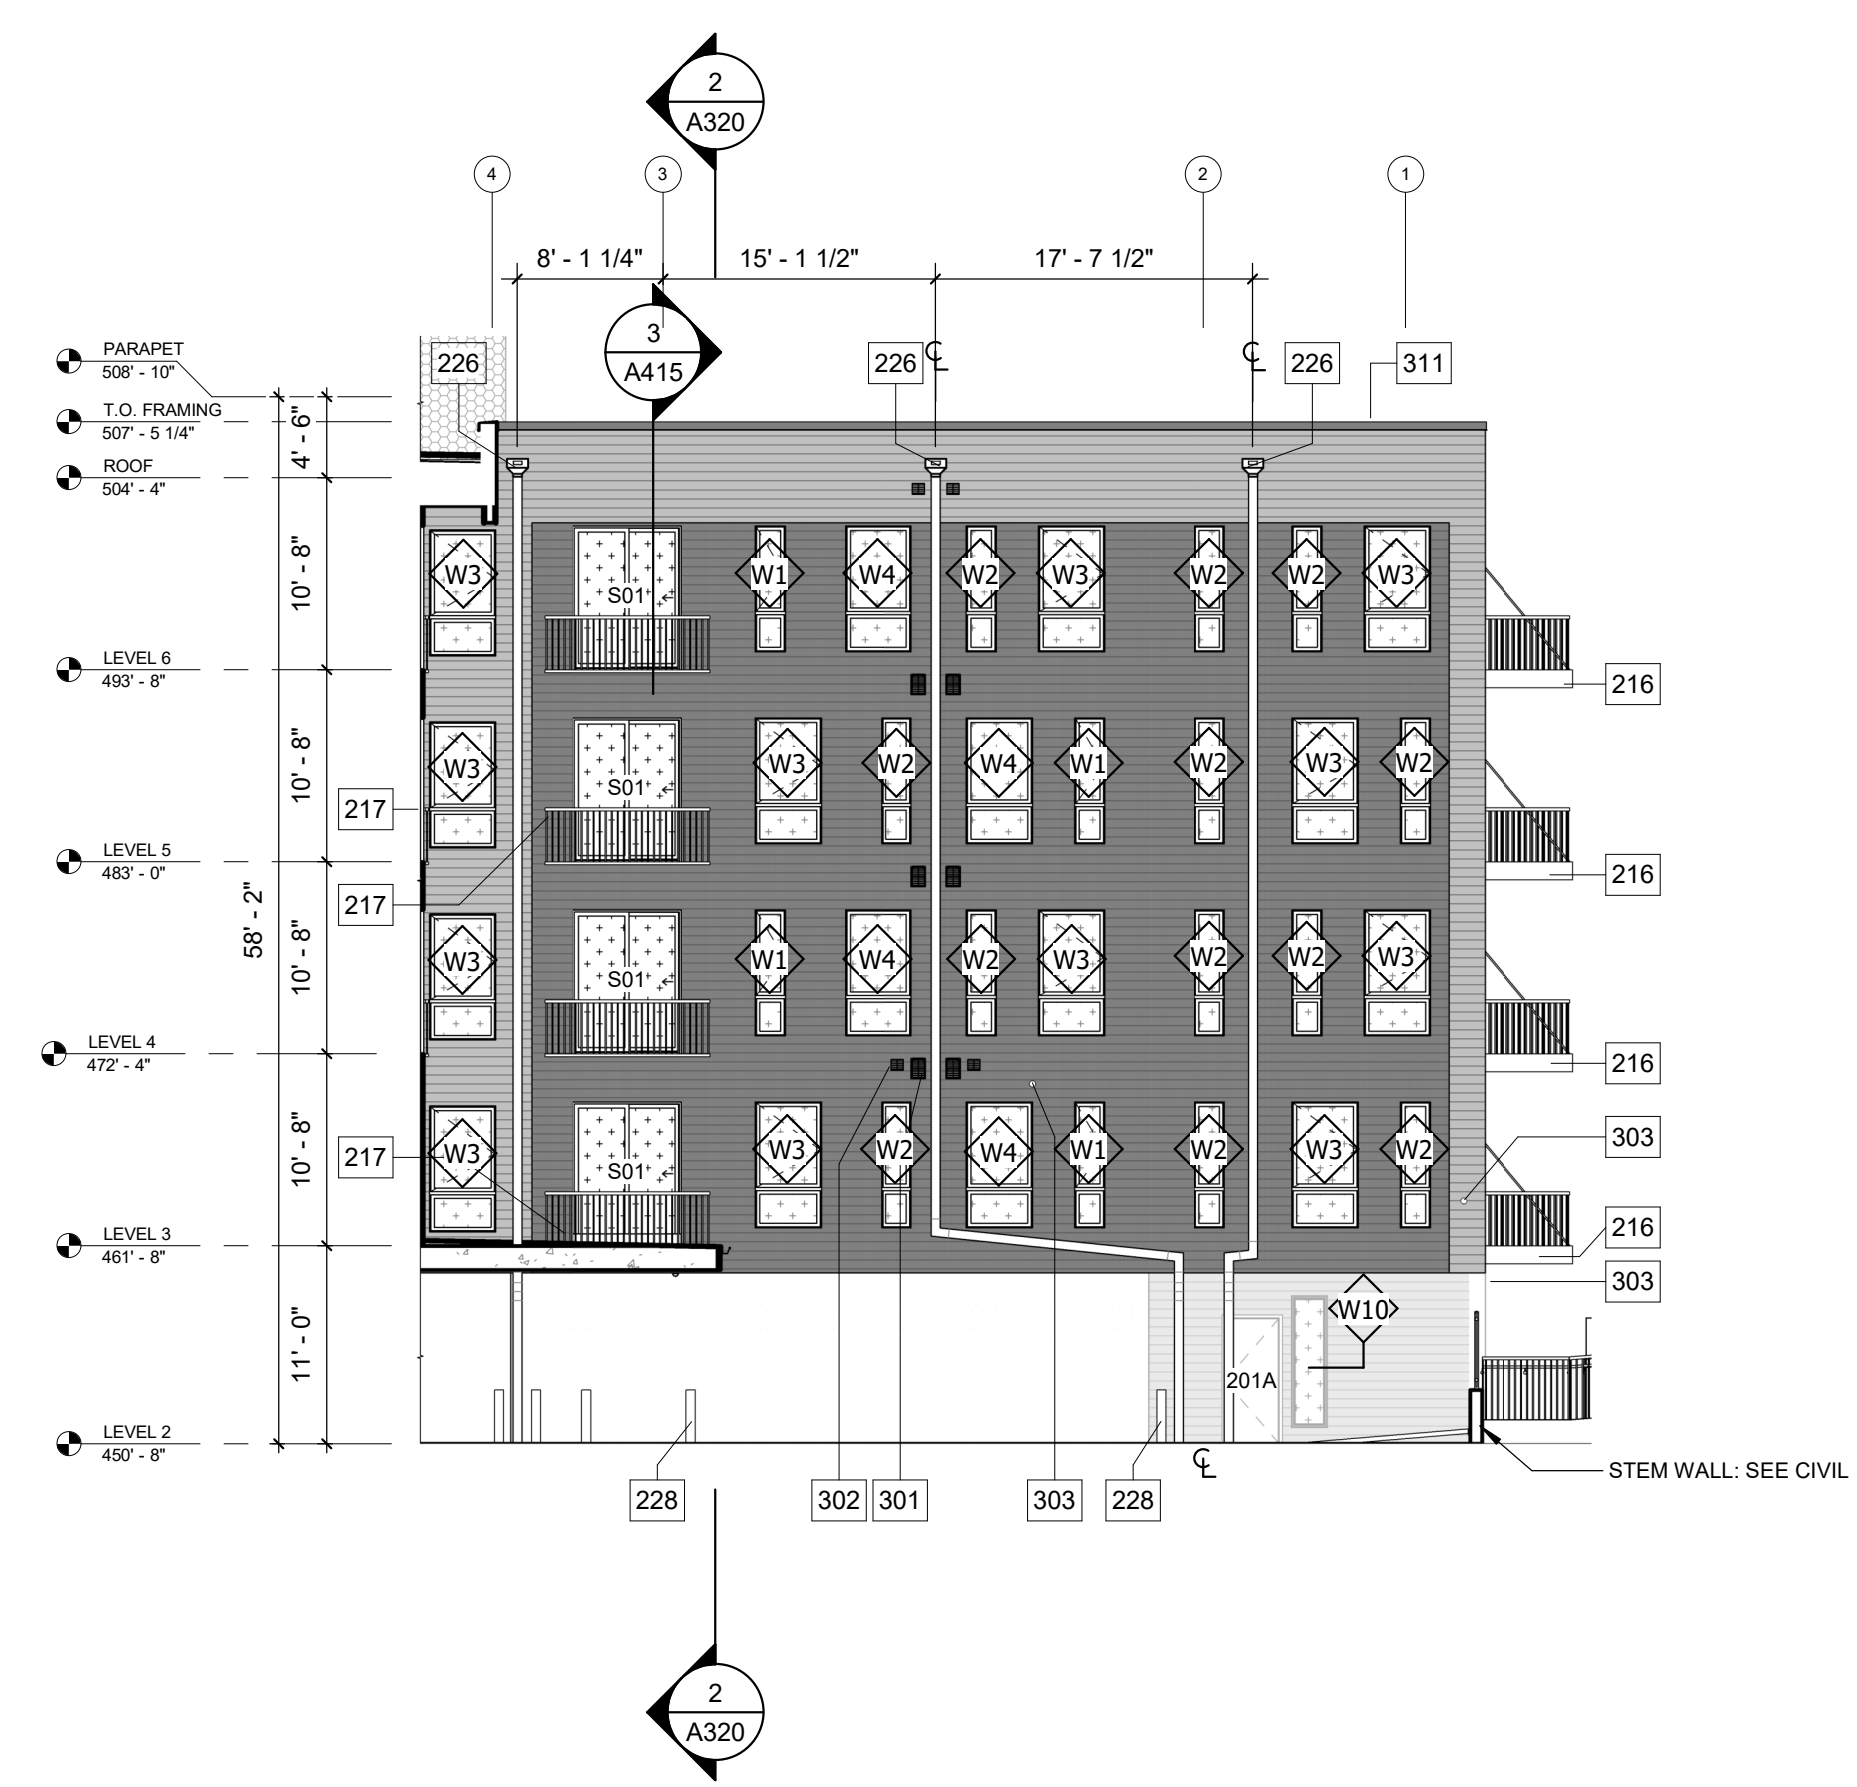 2
A320
4
3
2
1
8' - 1 1/4"
15' - 1 1/2"
17' - 7 1/2"
3
A415
PARAPET
508' - 10"
226
226
℄
℄
226
311
T.O. FRAMING
507' - 5 1/4"
4' - 6"
ROOF
504' - 4"
10' - 8"
W3
S01
W1
W4
W2
W3
W2
W2
W3
LEVEL 6
493' - 8"
216
10' - 8"
W3
S01
W3
W2
W4
W1
W2
W3
W2
217
LEVEL 5
483' - 0"
216
217
58' - 2"
10' - 8"
W3
S01
W1
W4
W2
W3
W2
W2
W3
LEVEL 4
472' - 4"
216
303
10' - 8"
217
W3
S01
W3
W2
W4
W1
W2
W3
W2
LEVEL 3
461' - 8"
216
303
11' - 0"
W10
201A
LEVEL 2
450' - 8"
℄
STEM WALL: SEE CIVIL
228
302
301
303
228
2
A320